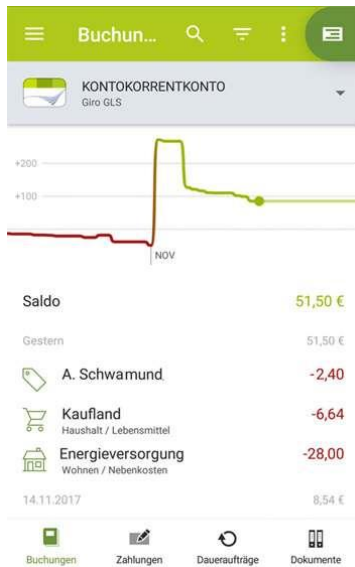 Buchun...
KONTOKORRENTKONTO
Giro GLS
+200
+100
NOV
Saldo 51,50 €
Gestern 51,50 €
A. Schwamund -2,40
Kaufland -6,64
Haushalt / Lebensmittel
Energieversorgung -28,00
Wohnen / Nebenkosten
14.11.2017 8,54 €
Buchungen Zahlungen Daueraufträge Dokumente